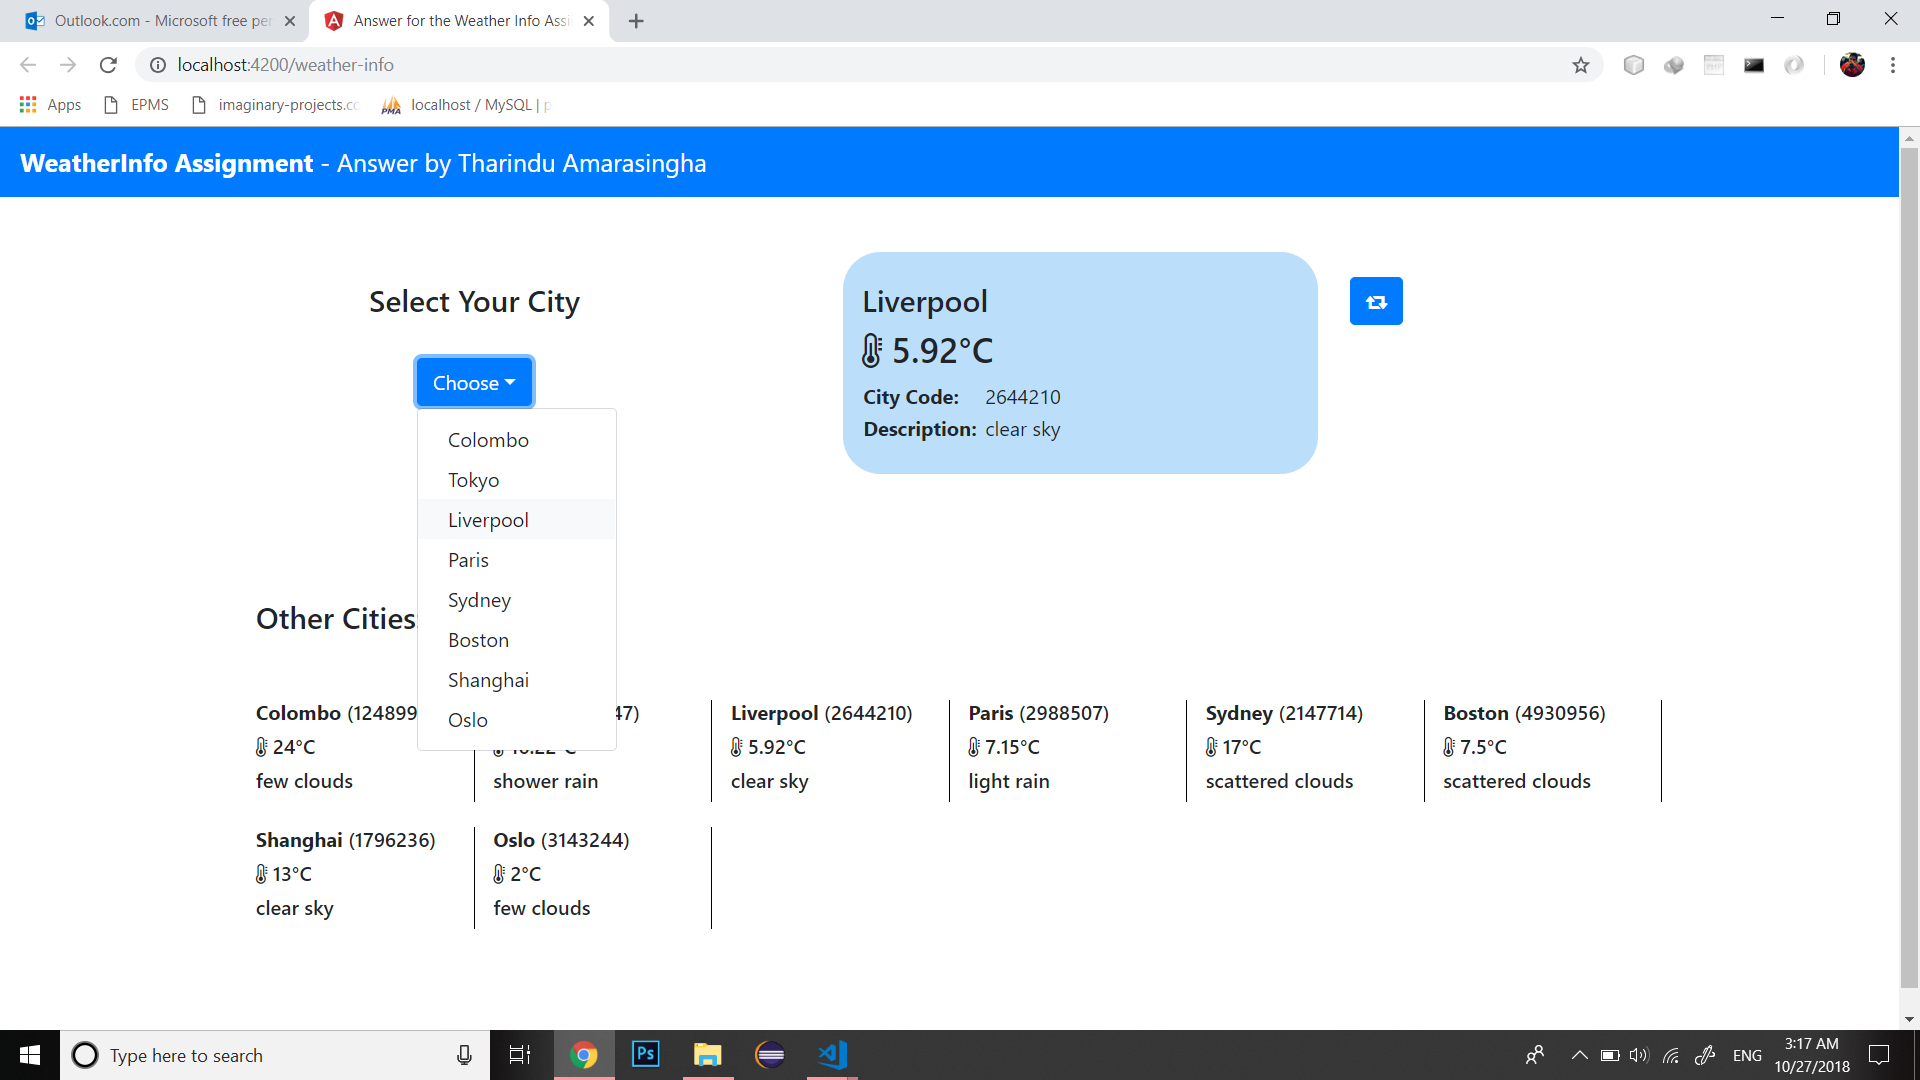 Outlook.com - Microsoft free per
Answer for the Weather Info Assi
localhost:4200/weather-info
Apps
EPMS
imaginary-projects.co
localhost / MySQL | p
WeatherInfo Assignment - Answer by Tharindu Amarasingha
Select Your City
Choose
Colombo
Tokyo
Liverpool
Paris
Sydney
Boston
Shanghai
Oslo
Liverpool
5.92°C
City Code: 2644210
Description: clear sky
Other Cities
Colombo (124899
24°C
few clouds
47)
shower rain
Liverpool (2644210)
5.92°C
clear sky
Paris (2988507)
7.15°C
light rain
Sydney (2147714)
17°C
scattered clouds
Boston (4930956)
7.5°C
scattered clouds
Shanghai (1796236)
13°C
clear sky
Oslo (3143244)
2°C
few clouds
Type here to search
Ps
ENG
3:17 AM
10/27/2018